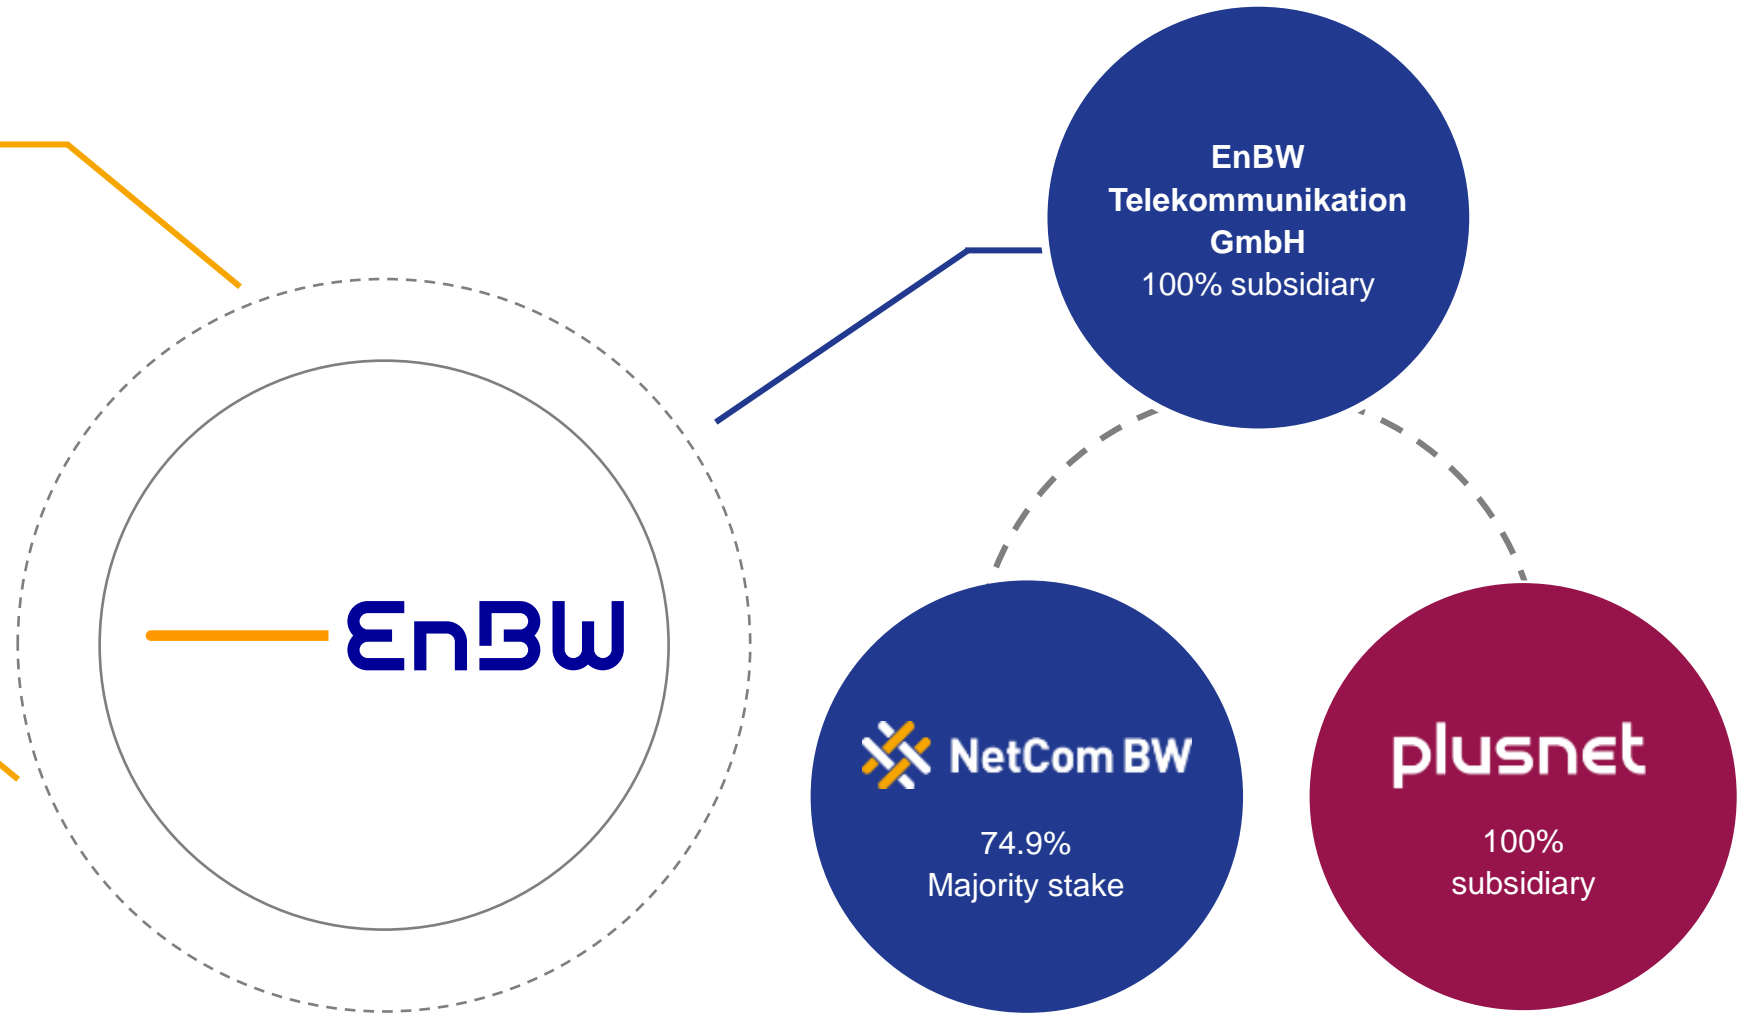 EnBW
Telekommunikation
GmbH
100% subsidiary
EnBW
NetCom BW
74.9%
Majority stake
plusnet
100%
subsidiary